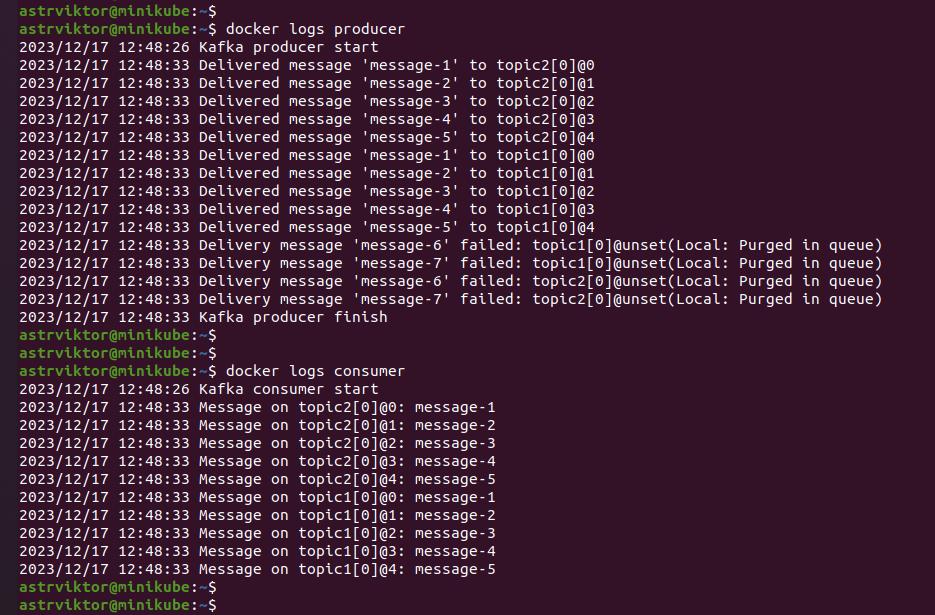 astrviktor@minikube:~$
astrviktor@minikube:~$ docker logs producer
2023/12/17 12:48:26 Kafka producer start
2023/12/17 12:48:33 Delivered message 'message-1' to topic2[0]@0
2023/12/17 12:48:33 Delivered message 'message-2' to topic2[0]@1
2023/12/17 12:48:33 Delivered message 'message-3' to topic2[0]@2
2023/12/17 12:48:33 Delivered message 'message-4' to topic2[0]@3
2023/12/17 12:48:33 Delivered message 'message-5' to topic2[0]@4
2023/12/17 12:48:33 Delivered message 'message-1' to topic1[0]@0
2023/12/17 12:48:33 Delivered message 'message-2' to topic1[0]@1
2023/12/17 12:48:33 Delivered message 'message-3' to topic1[0]@2
2023/12/17 12:48:33 Delivered message 'message-4' to topic1[0]@3
2023/12/17 12:48:33 Delivered message 'message-5' to topic1[0]@4
2023/12/17 12:48:33 Delivery message 'message-6' failed: topic1[0]@unset(Local: Purged in queue)
2023/12/17 12:48:33 Delivery message 'message-7' failed: topic1[0]@unset(Local: Purged in queue)
2023/12/17 12:48:33 Delivery message 'message-6' failed: topic2[0]@unset(Local: Purged in queue)
2023/12/17 12:48:33 Delivery message 'message-7' failed: topic2[0]@unset(Local: Purged in queue)
2023/12/17 12:48:33 Kafka producer finish
astrviktor@minikube:~$
astrviktor@minikube:~$
astrviktor@minikube:~$ docker logs consumer
2023/12/17 12:48:26 Kafka consumer start
2023/12/17 12:48:33 Message on topic2[0]@0: message-1
2023/12/17 12:48:33 Message on topic2[0]@1: message-2
2023/12/17 12:48:33 Message on topic2[0]@2: message-3
2023/12/17 12:48:33 Message on topic2[0]@3: message-4
2023/12/17 12:48:33 Message on topic2[0]@4: message-5
2023/12/17 12:48:33 Message on topic1[0]@0: message-1
2023/12/17 12:48:33 Message on topic1[0]@1: message-2
2023/12/17 12:48:33 Message on topic1[0]@2: message-3
2023/12/17 12:48:33 Message on topic1[0]@3: message-4
2023/12/17 12:48:33 Message on topic1[0]@4: message-5
astrviktor@minikube:~$
astrviktor@minikube:~$